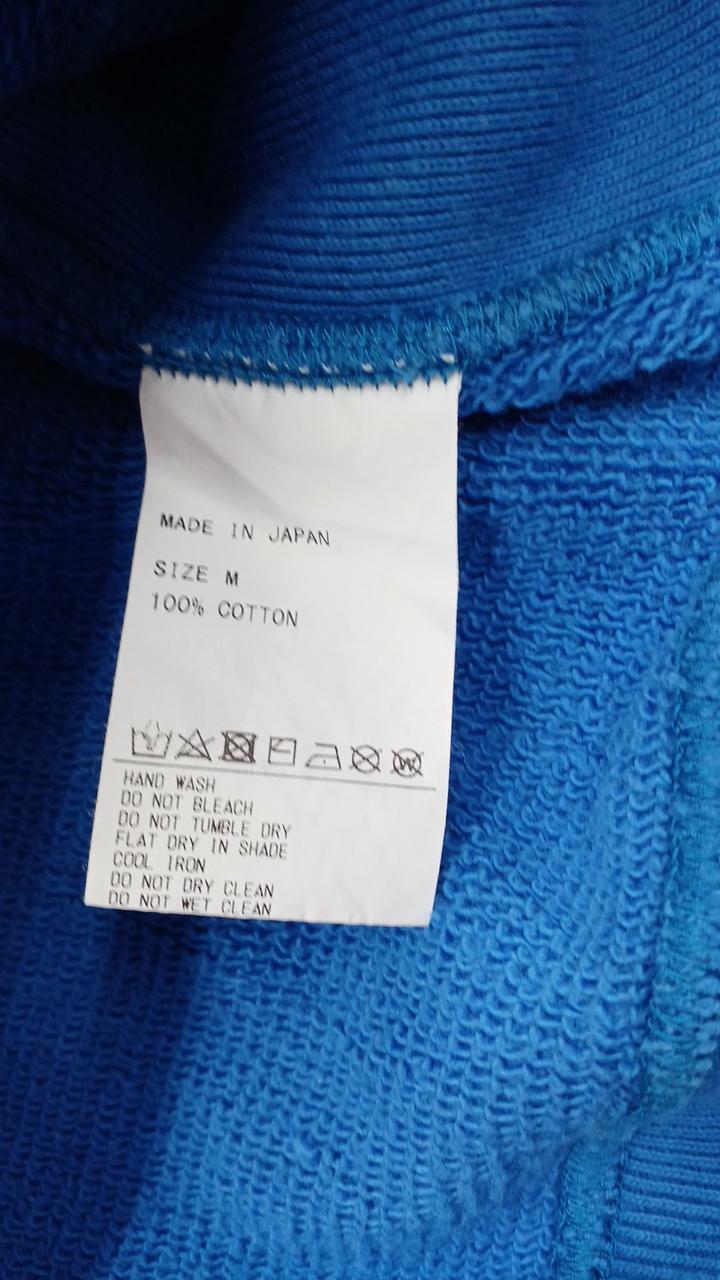 MADE IN JAPAN
SIZE M
100% COTTON
W
HAND WASH
DO NOT BLEACH
DO NOT TUMBLE DRY
FLAT DRY IN SHADE
COOL IRON
DO NOT DRY CLEAN
DO NOT WET CLEAN